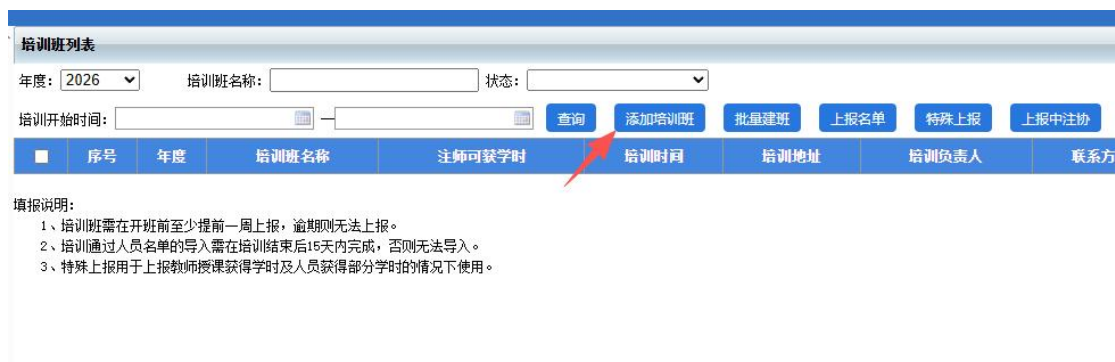 培训班列表
年度: 2026 培训班名称: 状态:
培训开始时间: — 查询 添加培训班 批量建班 上报名单 特殊上报 上报中注协
序号 年度 培训班名称 注师可获学时 培训时间 培训地址 培训负责人 联系方
填报说明:
1、培训班需在开班前至少提前一周上报，逾期则无法上报。
2、培训通过人员名单的导入需在培训结束后15天内完成，否则无法导入。
3、特殊上报用于上报教师授课获得学时及人员获得部分学时的情况下使用。